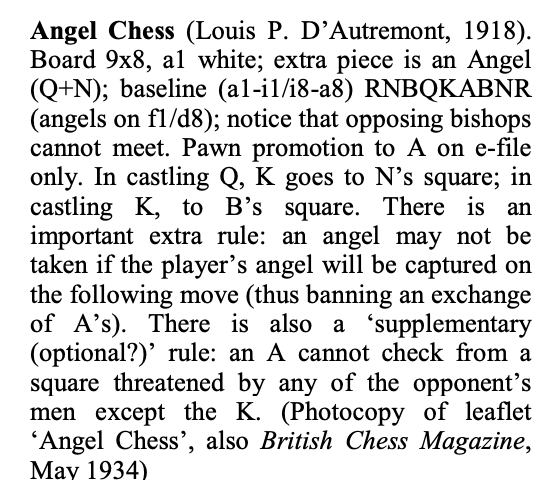 Angel Chess (Louis P. D’Autremont, 1918).
Board 9x8, a1 white; extra piece is an Angel
(Q+N); baseline (a1-i1/i8-a8) RNBQKABNR
(angels on f1/d8); notice that opposing bishops
cannot meet. Pawn promotion to A on e-file
only. In castling Q, K goes to N’s square; in
castling K, to B’s square. There is an
important extra rule: an angel may not be
taken if the player’s angel will be captured on
the following move (thus banning an exchange
of A’s). There is also a ‘supplementary
(optional?)’ rule: an A cannot check from a
square threatened by any of the opponent’s
men except the K. (Photocopy of leaflet
‘Angel Chess’, also British Chess Magazine,
May 1934)